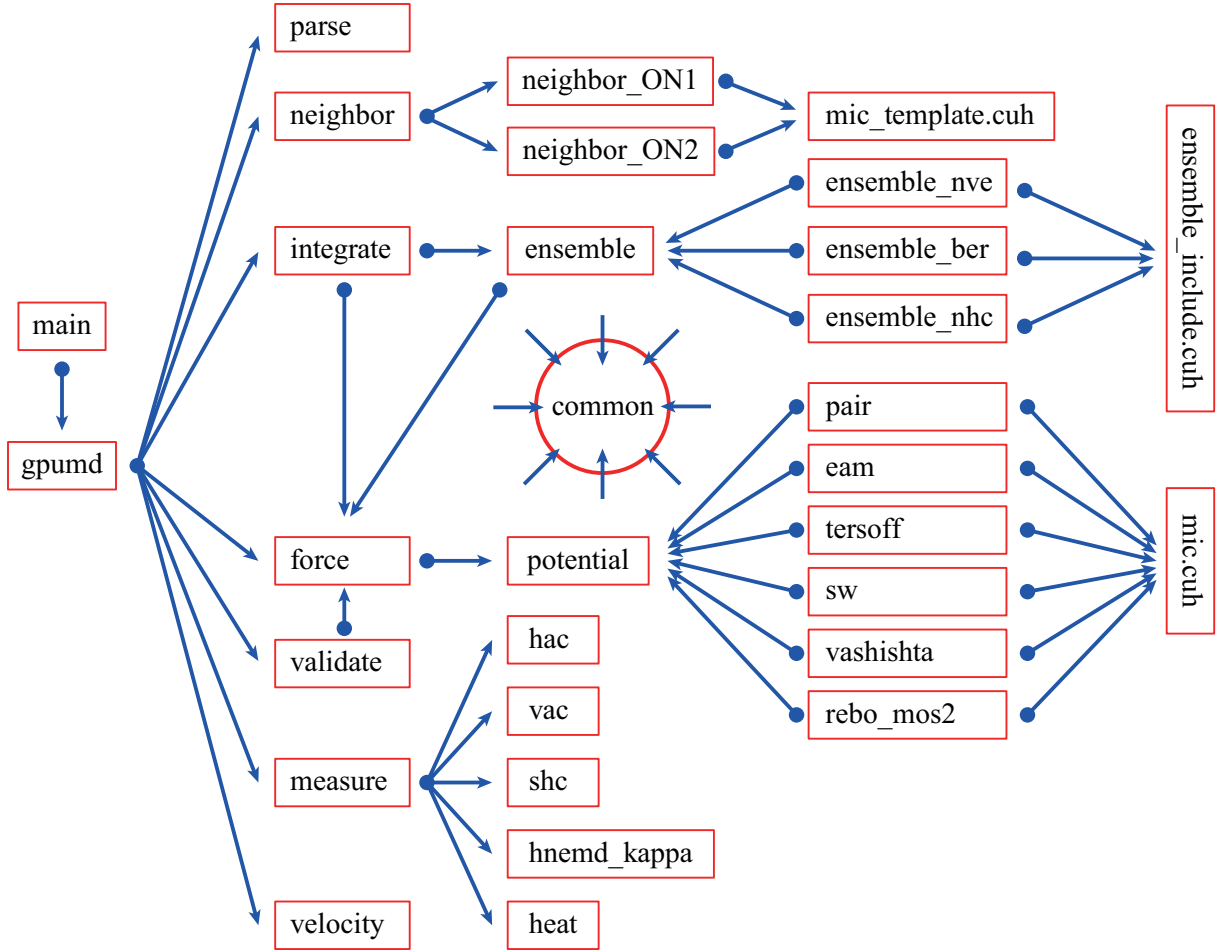 parse
neighbor
neighbor_ON1
neighbor_ON2
mic_template.cuh
ensemble_nve
integrate
ensemble
ensemble_ber
ensemble_nhc
ensemble_include.cuh
main
gpumd
common
pair
eam
tersoff
sw
vashishta
rebo_mos2
mic.cuh
force
potential
validate
hac
vac
measure
shc
hnemd_kappa
velocity
heat